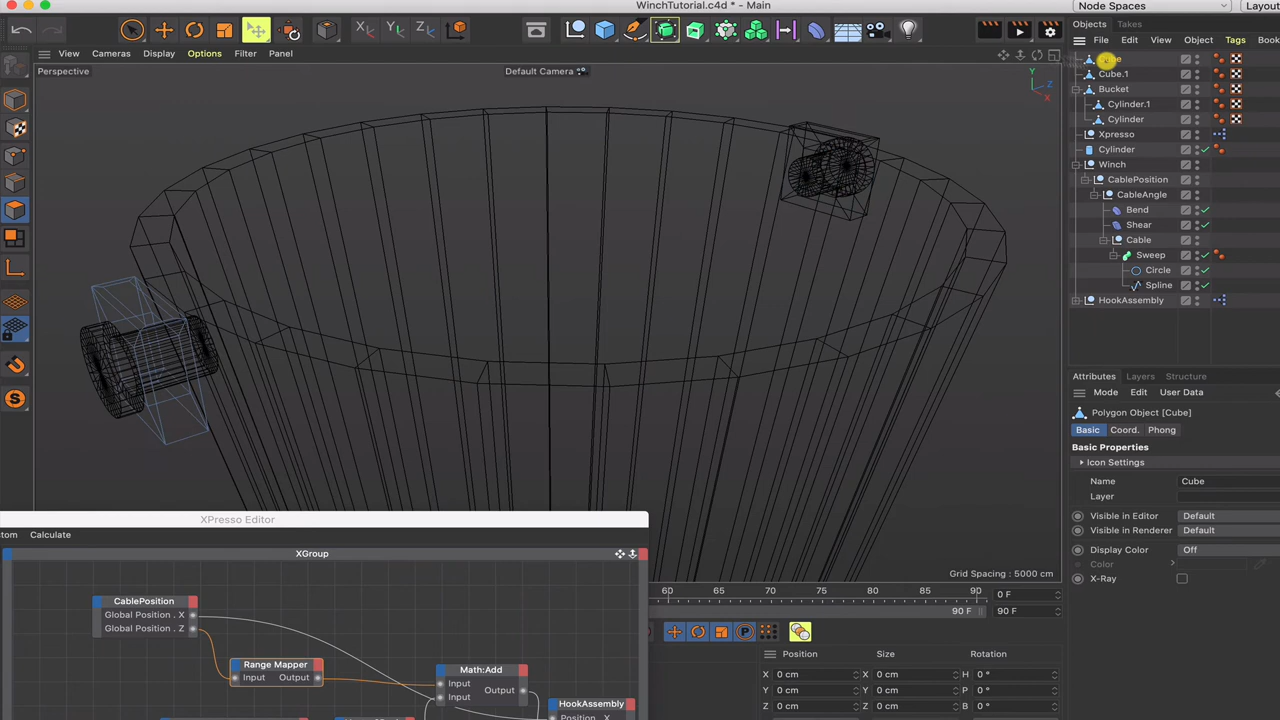 WinchTutorial.c4d * - Main
Node Spaces
Layou
Objects Takes
File Edit View Object Tags Book
View Cameras Display Options Filter Panel
Perspective
Default Camera
Y
X
Cube.1
Bucket
Cylinder.1
Cylinder
Xpresso
Cylinder
Winch
CablePosition
CableAngle
Bend
Shear
Cable
Sweep
Circle
Spline
HookAssembly
Attributes Layers Structure
Mode Edit User Data
Polygon Object [Cube]
Basic Coord. Phong
Basic Properties
Icon Settings
Name Cube
Layer
Visible in Editor Default
Visible in Renderer Default
Display Color Off
Color
X-Ray
Grid Spacing : 5000 cm
XPresso Editor
stom Calculate
XGroup
CablePosition
Global Position . X
Global Position . Z
Range Mapper
Input Output
Math:Add
Input
Input
Output
HookAssembly
Position . X
60 65 70 75 80 85 90
0 F
90 F 90 F
Position Size Rotation
X 0 cm X 0 cm H 0 °
Y 0 cm Y 0 cm P 0 °
Z 0 cm Z 0 cm B 0 °